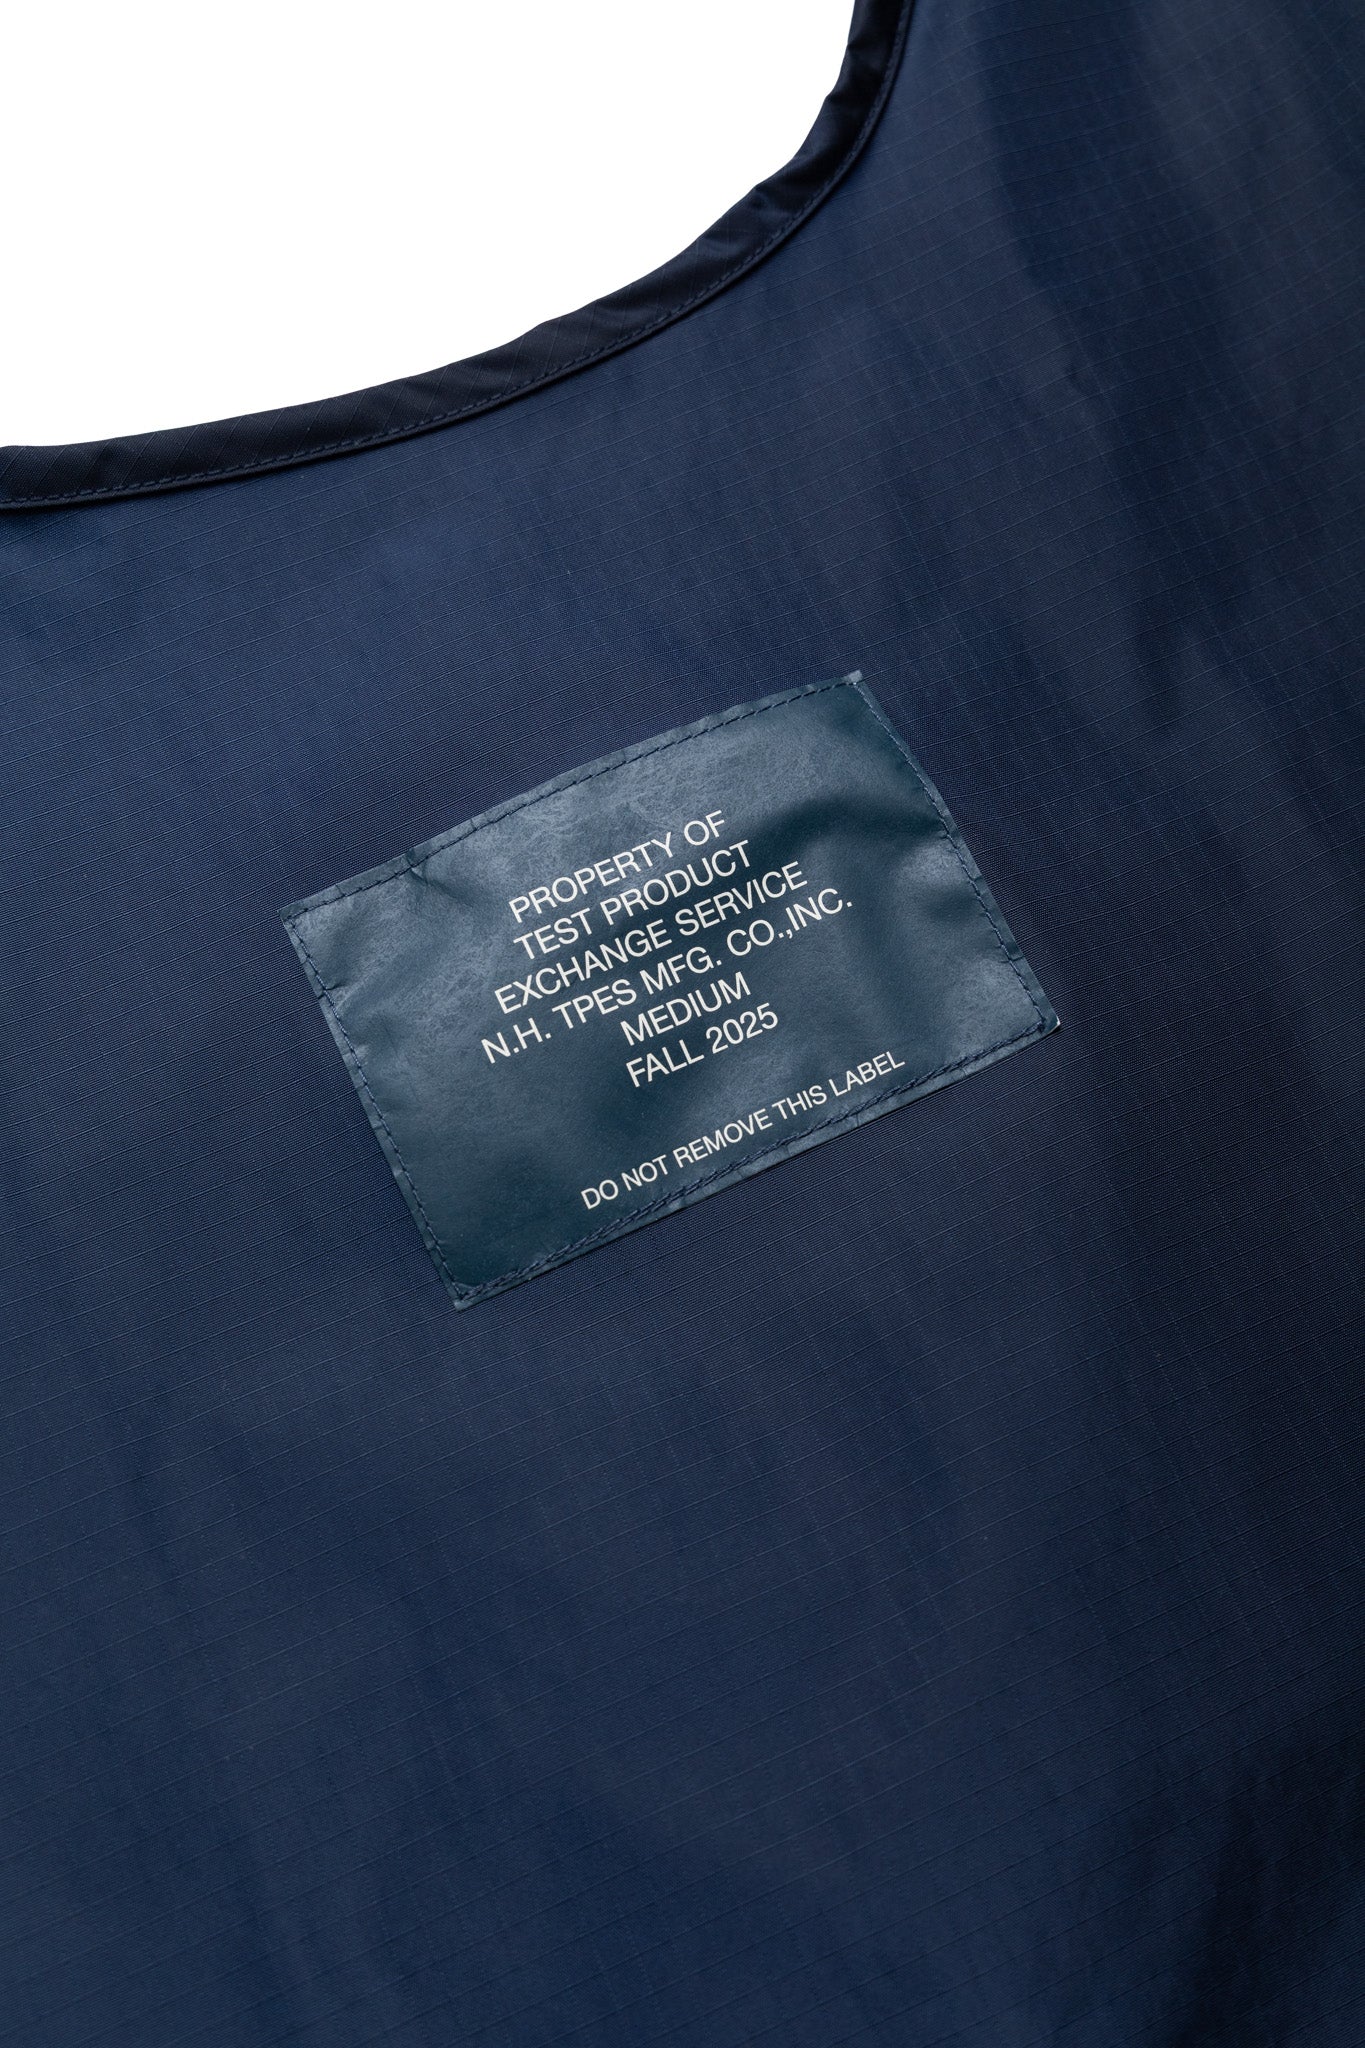 PROPERTY OF
TEST PRODUCT
EXCHANGE SERVICE
N.H. TPES MFG. CO.,INC.
MEDIUM
FALL 2025
DO NOT REMOVE THIS LABEL